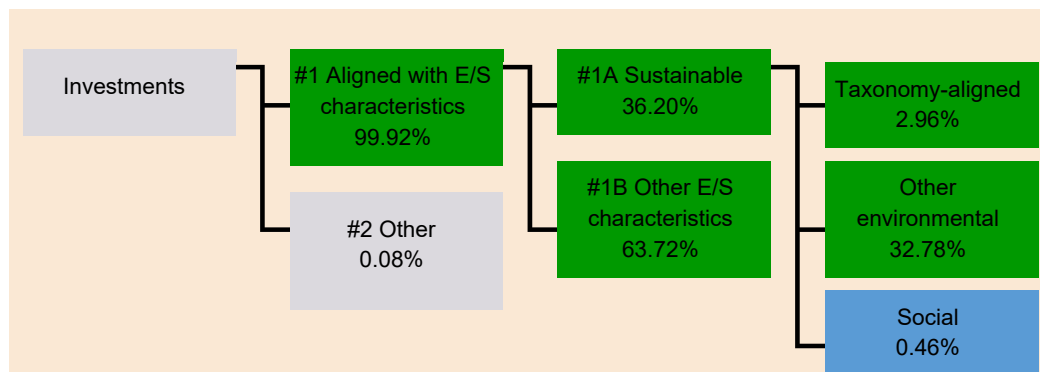 Investments
#1 Aligned with E/S
characteristics
99.92%
#2 Other
0.08%
#1A Sustainable
36.20%
#1B Other E/S
characteristics
63.72%
Taxonomy-aligned
2.96%
Other
environmental
32.78%
Social
0.46%